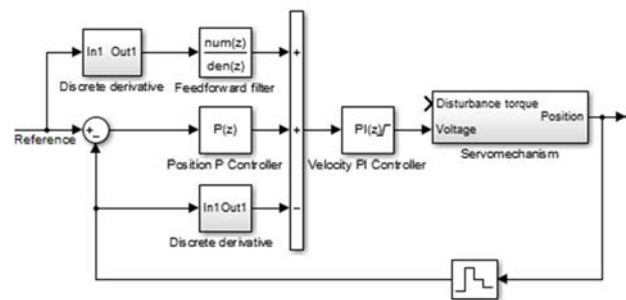 In1 Out1
Discrete derivative
num(z)
den(z)
Feedforward filter
+
Reference
+
−
P(z)
Position P Controller
+
PI(z)
Velocity PI Controller
Disturbance torque
Voltage
Position
Servomechanism
In1 Out1
Discrete derivative
−